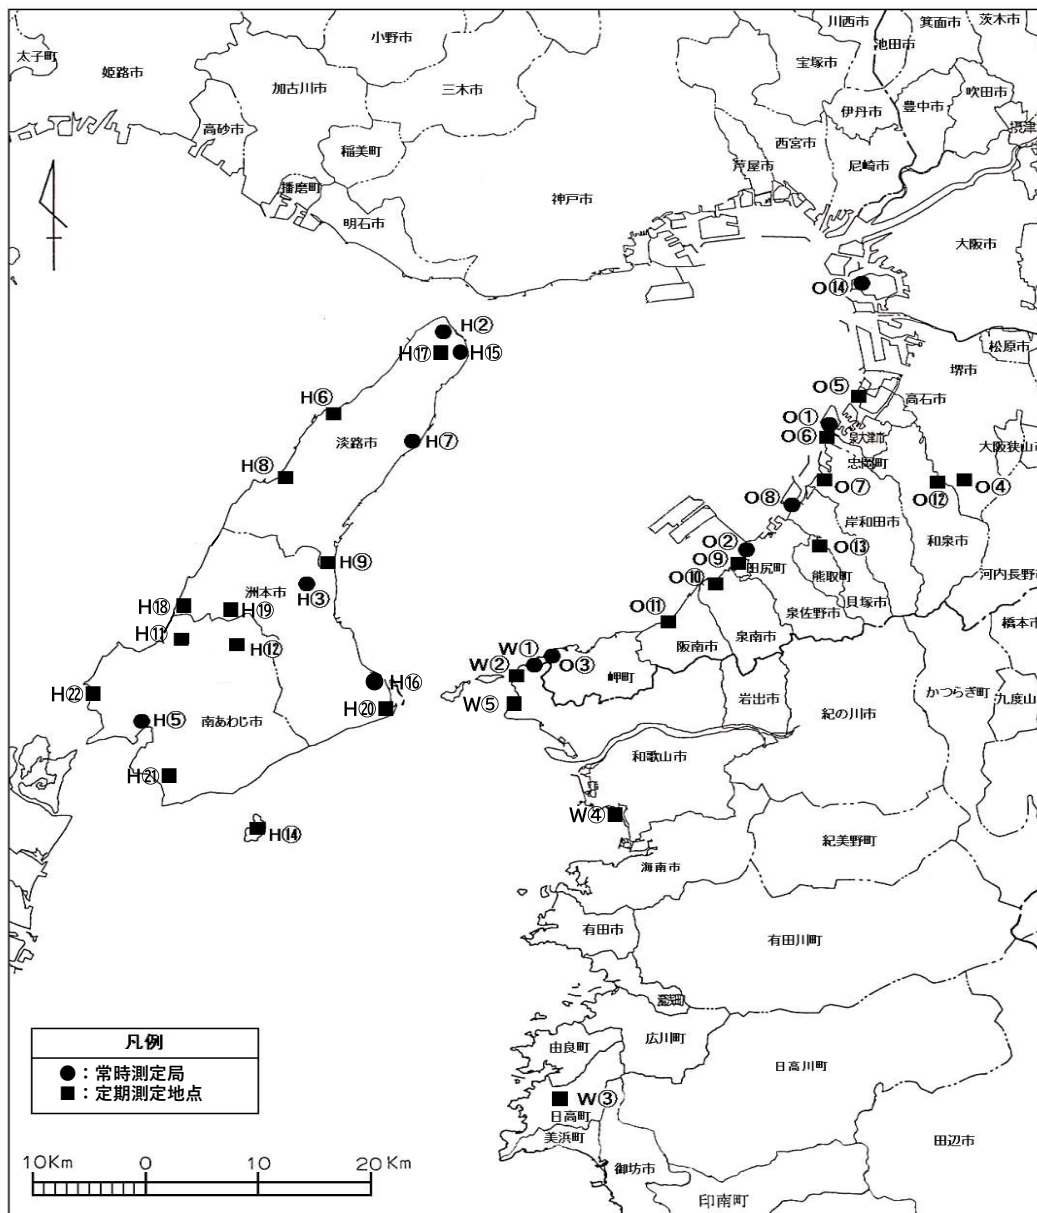 川西市
箕面市
茨木市
小野市
池田市
太子町
姫路市
加古川市
三木市
宝塚市
吹田市
伊丹市
豊中市
高砂市
摂津
稲美町
西宮市
芦屋市
尼崎市
播磨町
神戸市
明石市
大阪市
O⑭
H②
H⑰
H⑮
松原市
堺市
O⑤
高石市
H⑥
O①
O⑥
泉大津市
淡路市
H⑦
大阪狭山市
忠岡町
H⑧
O⑦
O⑫
O④
O⑧
岸和田市
和泉市
O②
O⑬
H⑨
O⑨
田尻町
O⑩
熊取町
河内長野市
洲本市
H③
貝塚市
H⑱
H⑲
O⑪
泉佐野市
橋本市
H⑪
H⑫
阪南市
泉南市
W①
O③
W②
岬町
H⑯
H㉒
かつらぎ町
九度山
岩出市
W⑤
H⑳
紀の川市
H⑤
南あわじ市
和歌山市
H㉑
W④
H⑭
紀美野町
海南市
有田市
有田川町
湯浅町
広川町
凡例
由良町
日高川町
●：常時測定局
■：定期測定地点
W③
日高町
美浜町
田辺市
10Km 0 10 20Km
御坊市
印南町